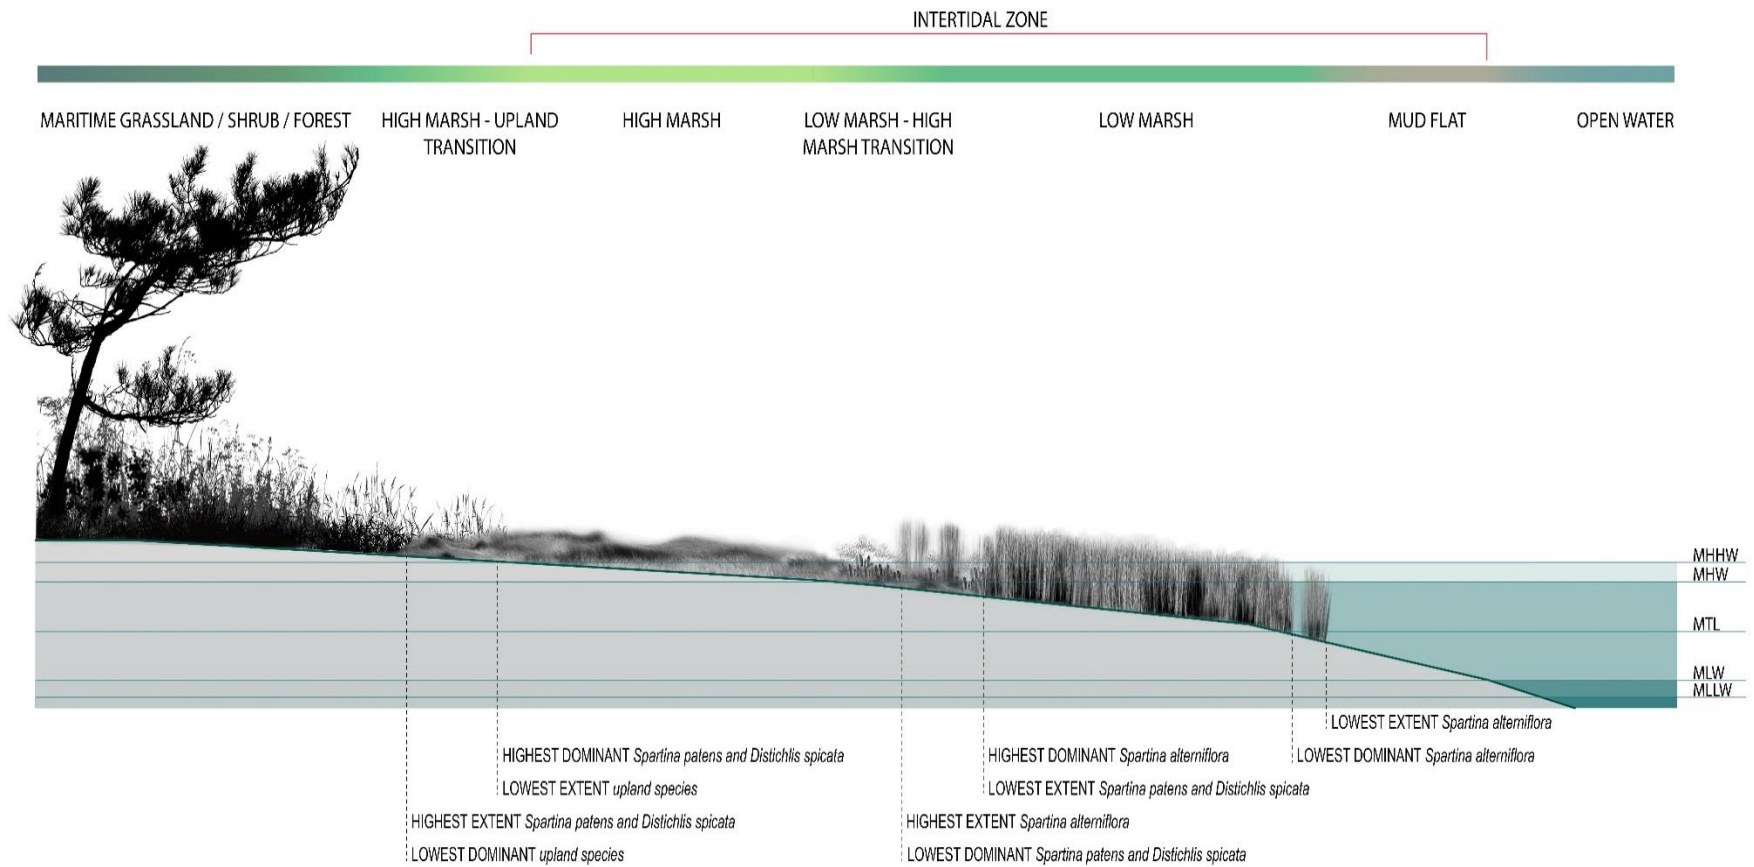 INTERTIDAL ZONE
MARITIME GRASSLAND / SHRUB / FOREST
HIGH MARSH - UPLAND
TRANSITION
HIGH MARSH
LOW MARSH - HIGH
MARSH TRANSITION
LOW MARSH
MUD FLAT
OPEN WATER
MHHW
MHW
MTL
MLW
MLLW
LOWEST EXTENT Spartina alterniflora
HIGHEST DOMINANT Spartina patens and Distichlis spicata
HIGHEST DOMINANT Spartina alterniflora
LOWEST DOMINANT Spartina alterniflora
LOWEST EXTENT upland species
LOWEST EXTENT Spartina patens and Distichlis spicata
HIGHEST EXTENT Spartina patens and Distichlis spicata
HIGHEST EXTENT Spartina alterniflora
LOWEST DOMINANT upland species
LOWEST DOMINANT Spartina patens and Distichlis spicata